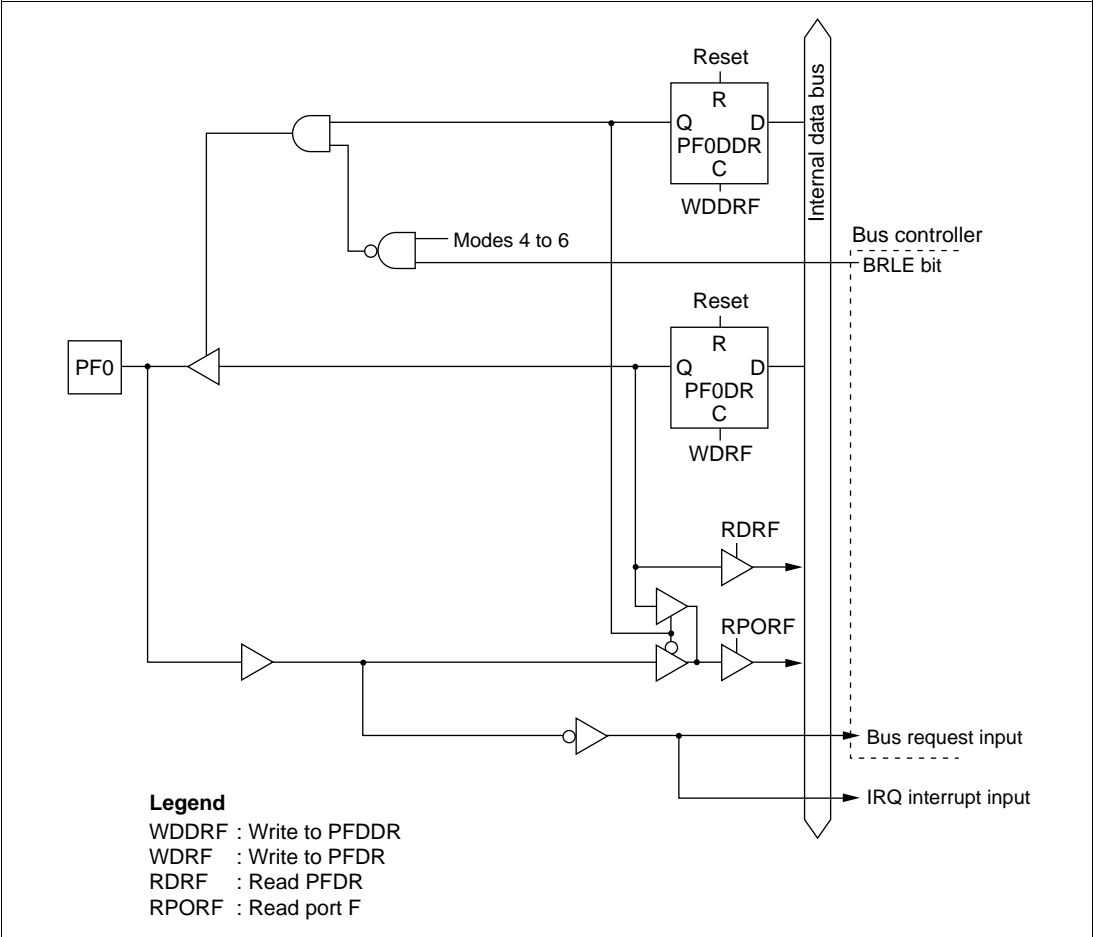 Reset
R
Q D
PF0DDR
C
WDDRF
Internal data bus
Modes 4 to 6
Bus controller
BRLE bit
Reset
R
PF0
Q D
PF0DR
C
WDRF
RDRF
RPORF
Bus request input
IRQ interrupt input
Legend
WDDRF : Write to PFDDR
WDRF : Write to PFDR
RDRF : Read PFDR
RPORF : Read port F